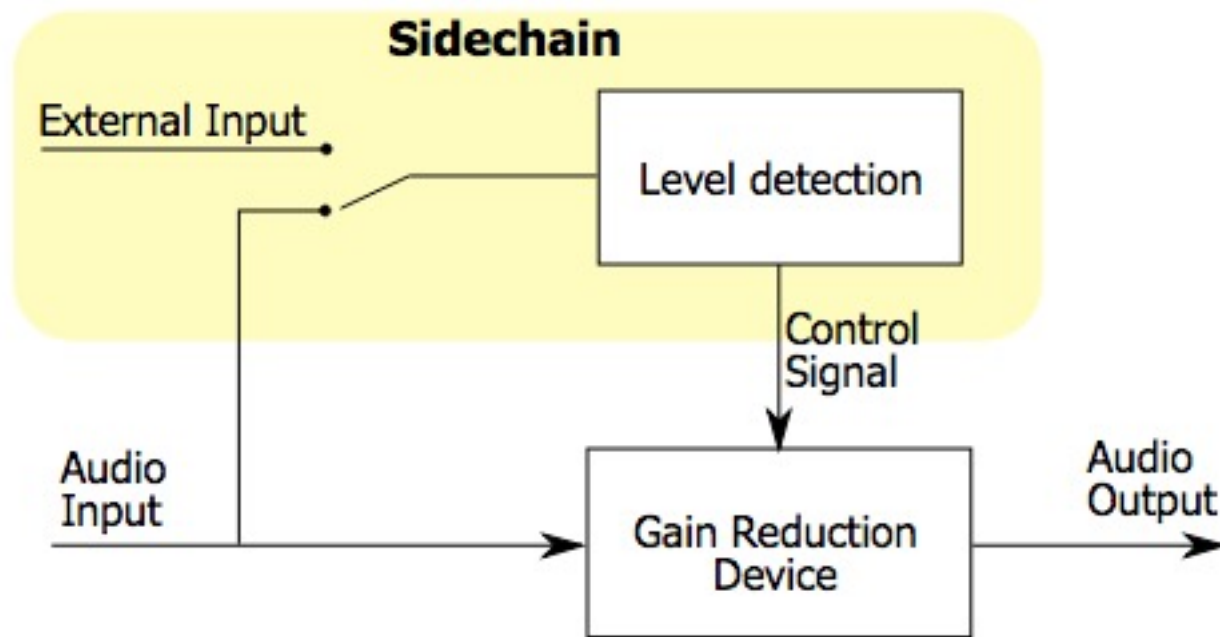 Sidechain
External Input
Level detection
Control
Signal
Audio
Input
Gain Reduction
Device
Audio
Output